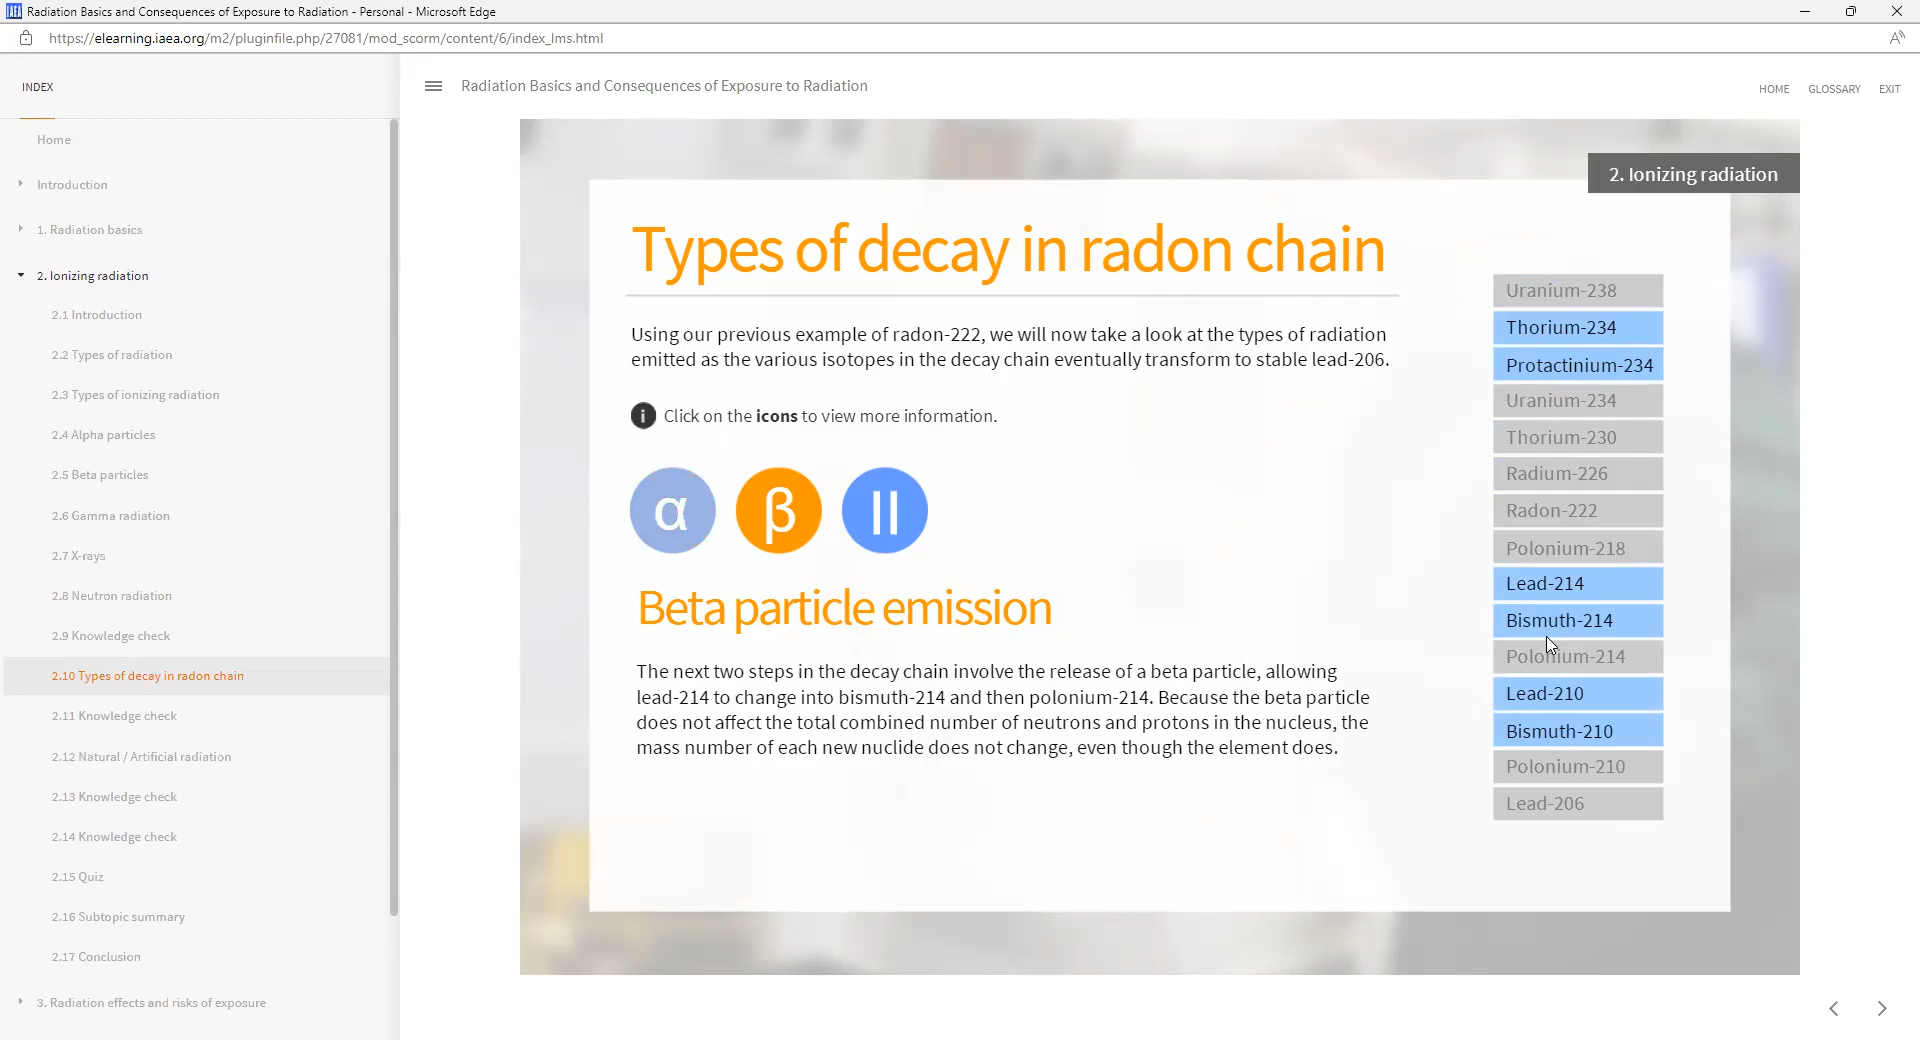 IAEA Radiation Basics and Consequences of Exposure to Radiation - Personal - Microsoft Edge
https://elearning.iaea.org/m2/pluginfile.php/27081/mod_scorm/content/6/index_lms.html
INDEX
Home
Introduction
1. Radiation basics
2. Ionizing radiation
2.1 Introduction
2.2 Types of radiation
2.3 Types of ionizing radiation
2.4 Alpha particles
2.5 Beta particles
2.6 Gamma radiation
2.7 X-rays
2.8 Neutron radiation
2.9 Knowledge check
2.10 Types of decay in radon chain
2.11 Knowledge check
2.12 Natural / Artificial radiation
2.13 Knowledge check
2.14 Knowledge check
2.15 Quiz
2.16 Subtopic summary
2.17 Conclusion
3. Radiation effects and risks of exposure
Radiation Basics and Consequences of Exposure to Radiation
HOME GLOSSARY EXIT
2. Ionizing radiation
Types of decay in radon chain
Using our previous example of radon-222, we will now take a look at the types of radiation
emitted as the various isotopes in the decay chain eventually transform to stable lead-206.
i Click on the icons to view more information.
α β
Beta particle emission
The next two steps in the decay chain involve the release of a beta particle, allowing
lead-214 to change into bismuth-214 and then polonium-214. Because the beta particle
does not affect the total combined number of neutrons and protons in the nucleus, the
mass number of each new nuclide does not change, even though the element does.
Uranium-238
Thorium-234
Protactinium-234
Uranium-234
Thorium-230
Radium-226
Radon-222
Polonium-218
Lead-214
Bismuth-214
Polonium-214
Lead-210
Bismuth-210
Polonium-210
Lead-206